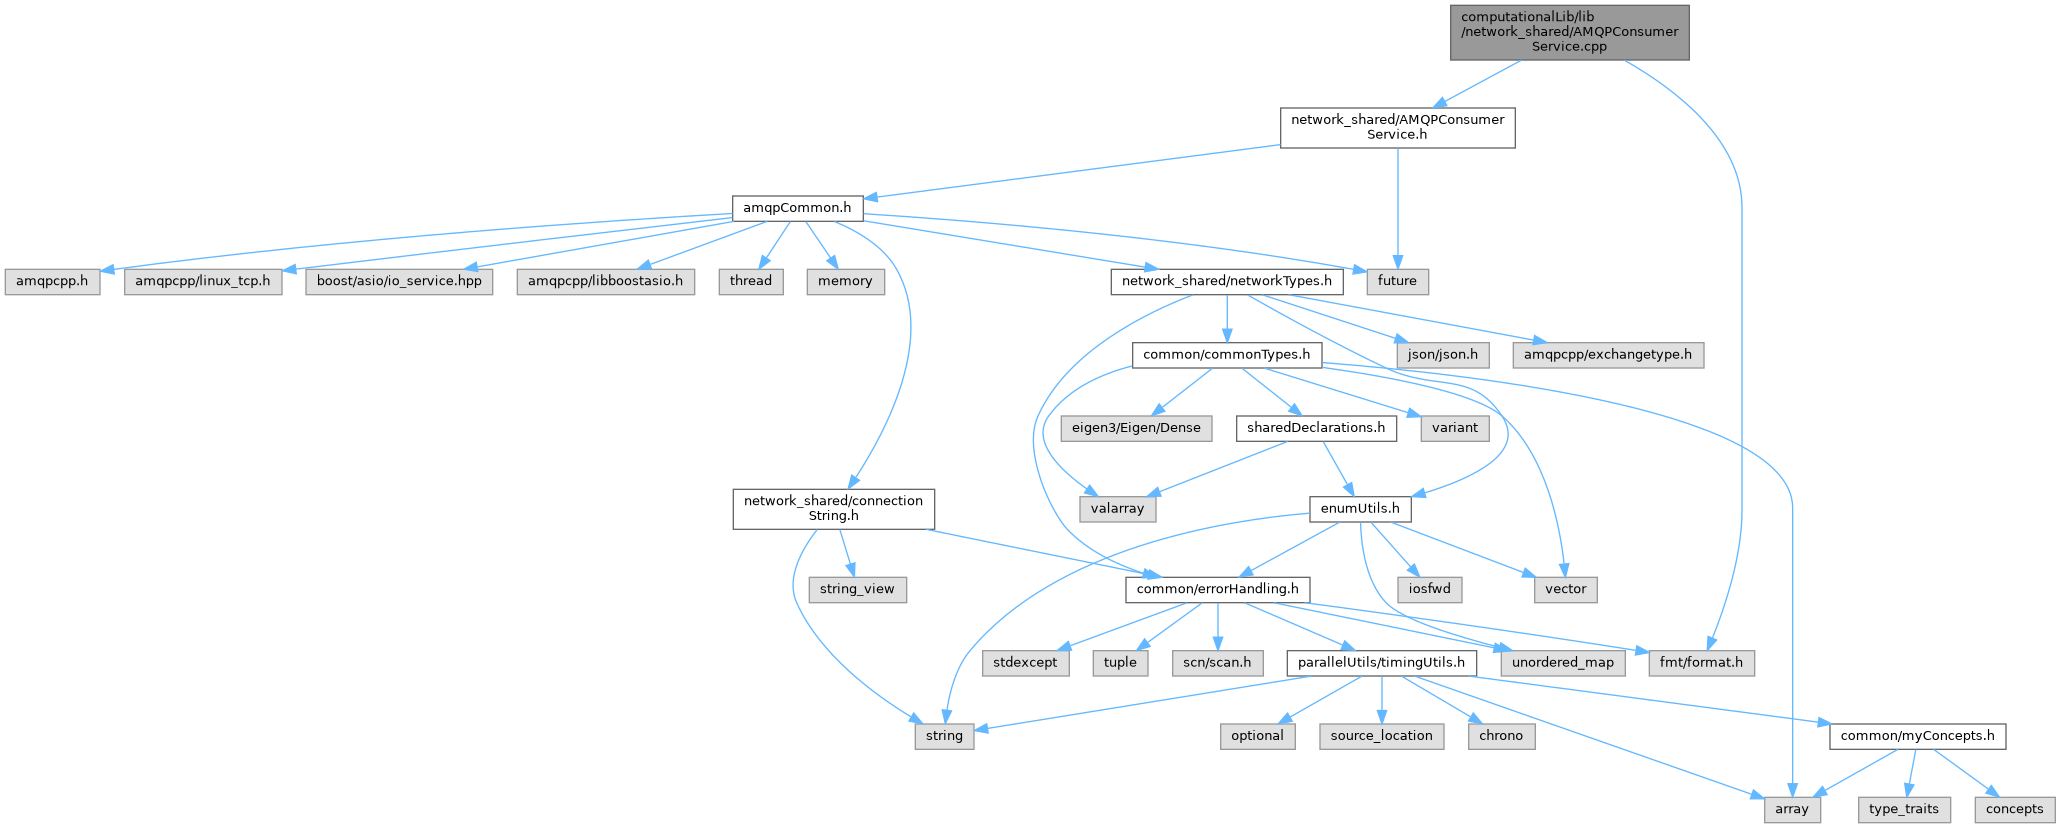 computationalLib/lib
/network_shared/AMQPConsumer
Service.cpp
network_shared/AMQPConsumer
Service.h
amqpCommon.h
amqpcpp.h
amqpcpp/linux_tcp.h
boost/asio/io_service.hpp
amqpcpp/libboostasio.h
thread
memory
network_shared/networkTypes.h
future
common/commonTypes.h
json/json.h
amqpcpp/exchangetype.h
eigen3/Eigen/Dense
sharedDeclarations.h
variant
network_shared/connection
String.h
valarray
enumUtils.h
string_view
common/errorHandling.h
iosfwd
vector
stdexcept
tuple
scn/scan.h
parallelUtils/timingUtils.h
unordered_map
fmt/format.h
string
optional
source_location
chrono
common/myConcepts.h
array
type_traits
concepts